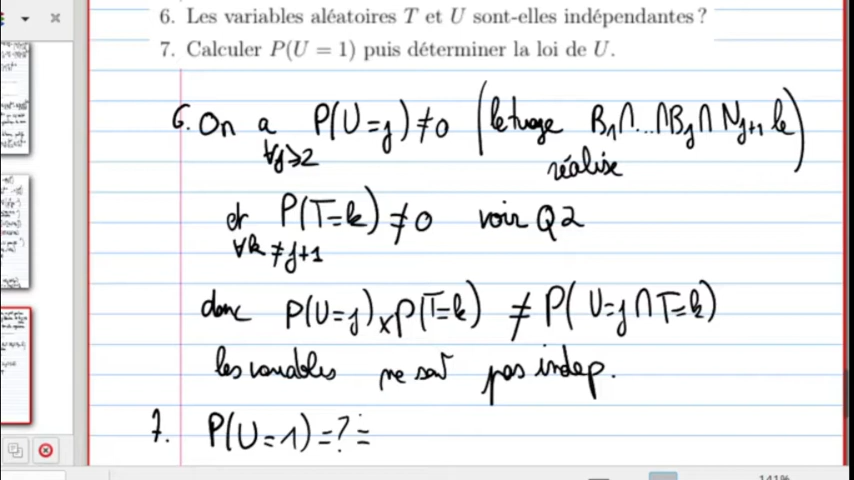 6. Les variables aléatoires T et U sont-elles indépendantes ?
7. Calculer P(U = 1) puis déterminer la loi de U.
6. On a P(U=j)≠0 (le tirage B₁∩...∩Bⱼ∩Nⱼ₊₁ le
∀j⩾2 réalise
et P(T=k)≠0 voir Q2
∀k≠j+1
donc P(U=j)×P(T=k) ≠ P(U=j∩T=k)
les variables ne sont pas indep.
7. P(U=1)=?=
141%